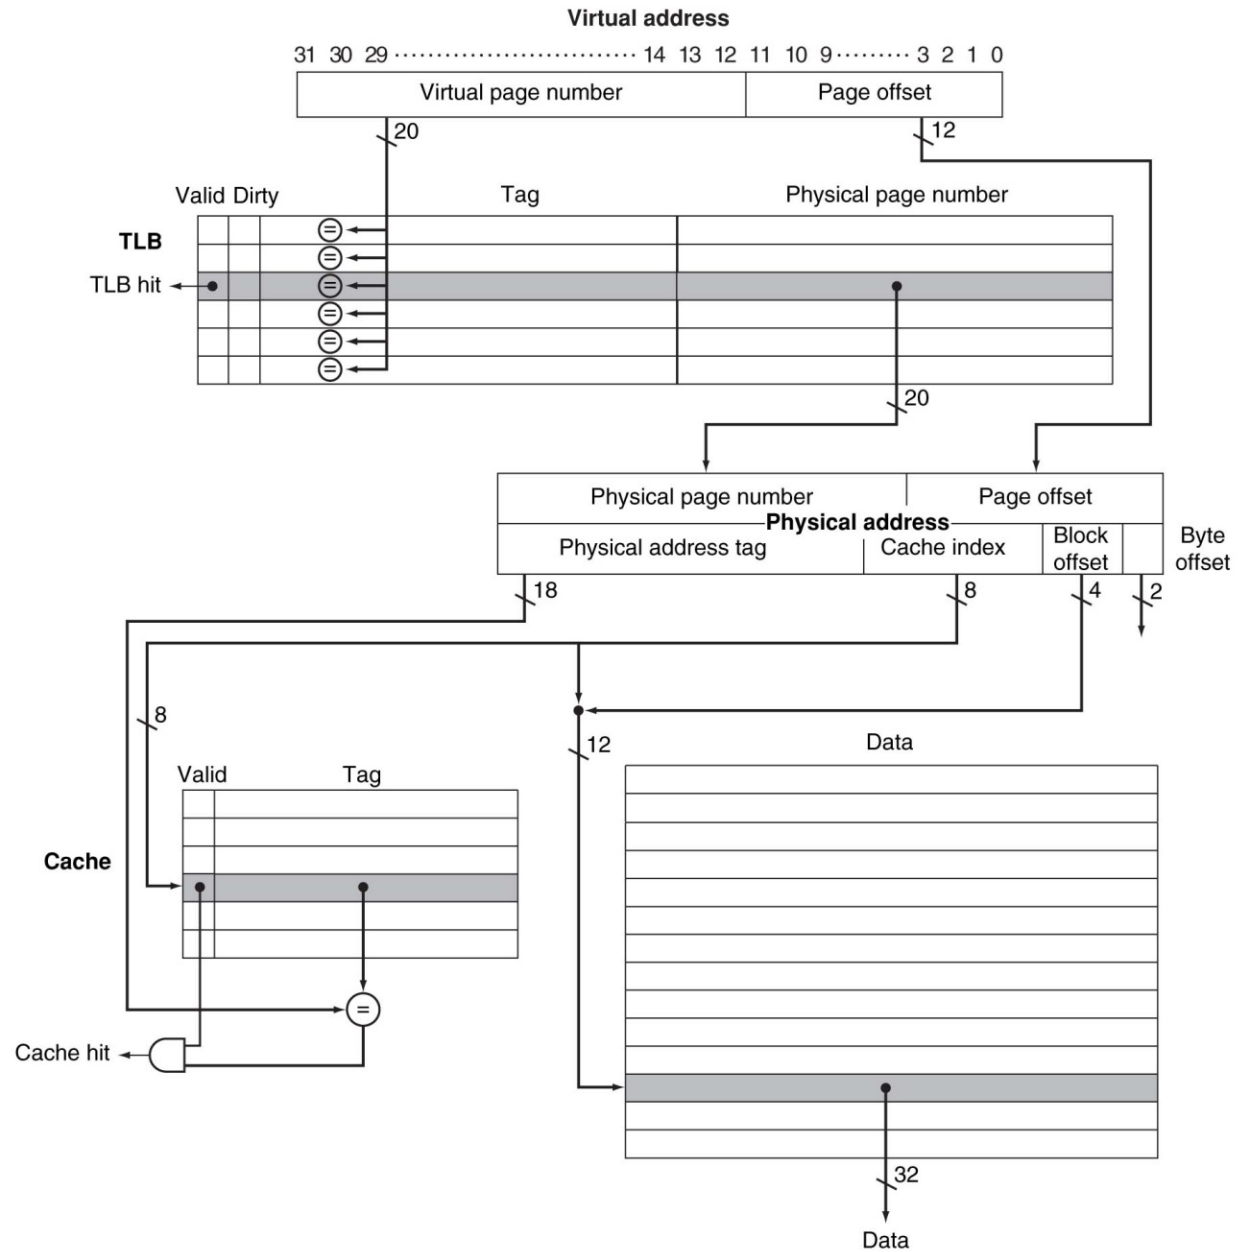 Virtual address
31 30 29 ································· 14 13 12 11 10 9 ·········· 3 2 1 0
Virtual page number Page offset
20 12
Valid Dirty Tag Physical page number
=
TLB
=
TLB hit =
=
=
=
20
Physical page number Page offset
Physical address
Physical address tag Cache index Block offset Byte offset
18 8 4 2
8
12
Data
Valid Tag
Cache
=
Cache hit
32
Data